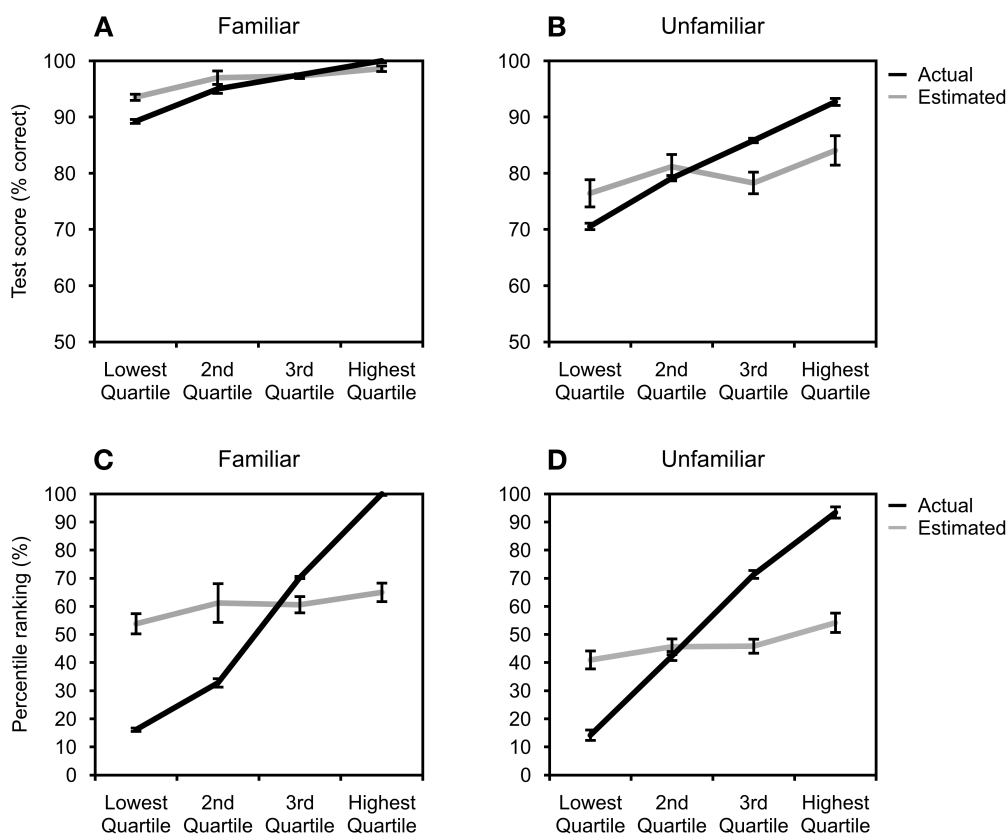 A Familiar
B Unfamiliar
Test score (% correct)
100
90
80
70
60
50
Lowest Quartile
2nd Quartile
3rd Quartile
Highest Quartile
100
90
80
70
60
50
Lowest Quartile
2nd Quartile
3rd Quartile
Highest Quartile
Actual
Estimated
C Familiar
D Unfamiliar
Percentile ranking (%)
100
90
80
70
60
50
40
30
20
10
0
Lowest Quartile
2nd Quartile
3rd Quartile
Highest Quartile
100
90
80
70
60
50
40
30
20
10
0
Lowest Quartile
2nd Quartile
3rd Quartile
Highest Quartile
Actual
Estimated